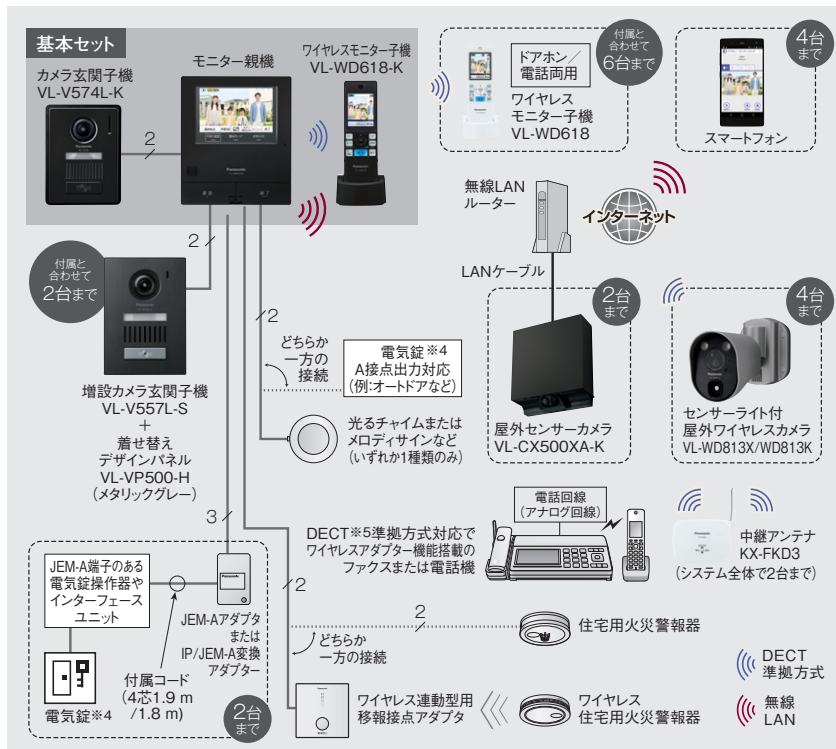 基本セット
カメラ玄関子機
VL-V574L-K
モニター親機
ワイヤレスモニター子機
VL-WD618-K
2
Panasonic
付属と
合わせて
6台まで
ドアホン／
電話両用
ワイヤレス
モニター子機
VL-WD618
4台
まで
スマートフォン
無線LAN
ルーター
インターネット
LANケーブル
2
付属と
合わせて
2台まで
増設カメラ玄関子機
VL-V557L-S
+
着せ替え
デザインパネル
VL-VP500-H
（メタリックグレー）
2
どちらか
一方の
接続
電気錠※4
A接点出力対応
(例:オートドアなど)
光るチャイムまたは
メロディサインなど
(いずれか1種類のみ)
2台
まで
屋外センサーカメラ
VL-CX500XA-K
4台
まで
センサーライト付
屋外ワイヤレスカメラ
VL-WD813X/WD813K
3
DECT※5準拠方式対応で
ワイヤレスアダプター機能搭載の
ファクスまたは電話機
電話回線
(アナログ回線)
中継アンテナ
KX-FKD3
(システム全体で2台まで)
JEM-A端子のある
電気錠操作器や
インターフェース
ユニット
JEM-Aアダプタ
または
IP/JEM-A変換
アダプター
付属コード
(4芯1.9 m
/1.8 m)
電気錠※4
2台
まで
2
2
どちらか
一方の接続
住宅用火災警報器
ワイヤレス連動型用
移報接点アダプタ
ワイヤレス
住宅用火災警報器
DECT
準拠方式
無線
LAN